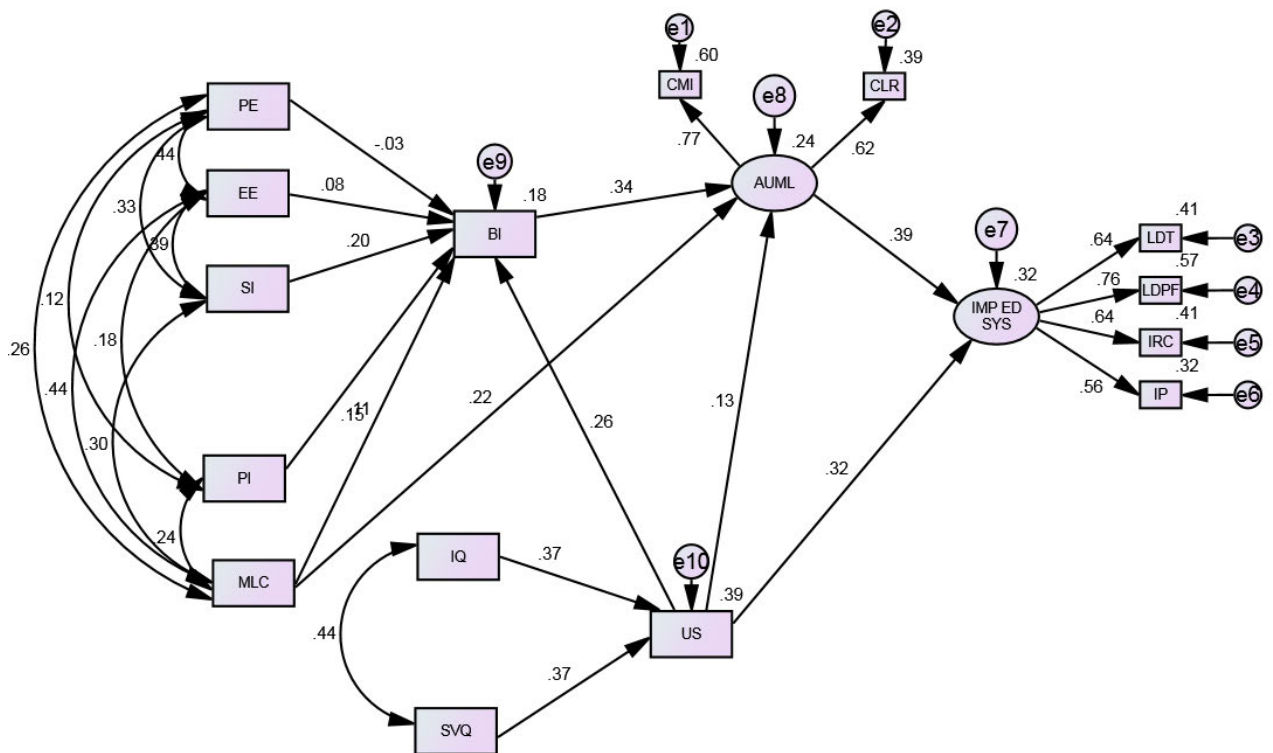 e1
e2
.60
.39
CMI
CLR
e8
PE
.77
.24
.62
.44
-.03
e9
AUML
EE
.08
.18
.34
.33
BI
.39
e7
.41
.64
LDT
e3
.39
.20
.57
SI
.32
.76
LDPF
e4
.12
IMP ED
SYS
.41
.64
IRC
e5
.18
.32
.26
.56
IP
e6
.44
.22
.13
.15
.11
.26
.30
.32
PI
.24
IQ
.37
e10
MLC
.39
.44
US
.37
SVQ